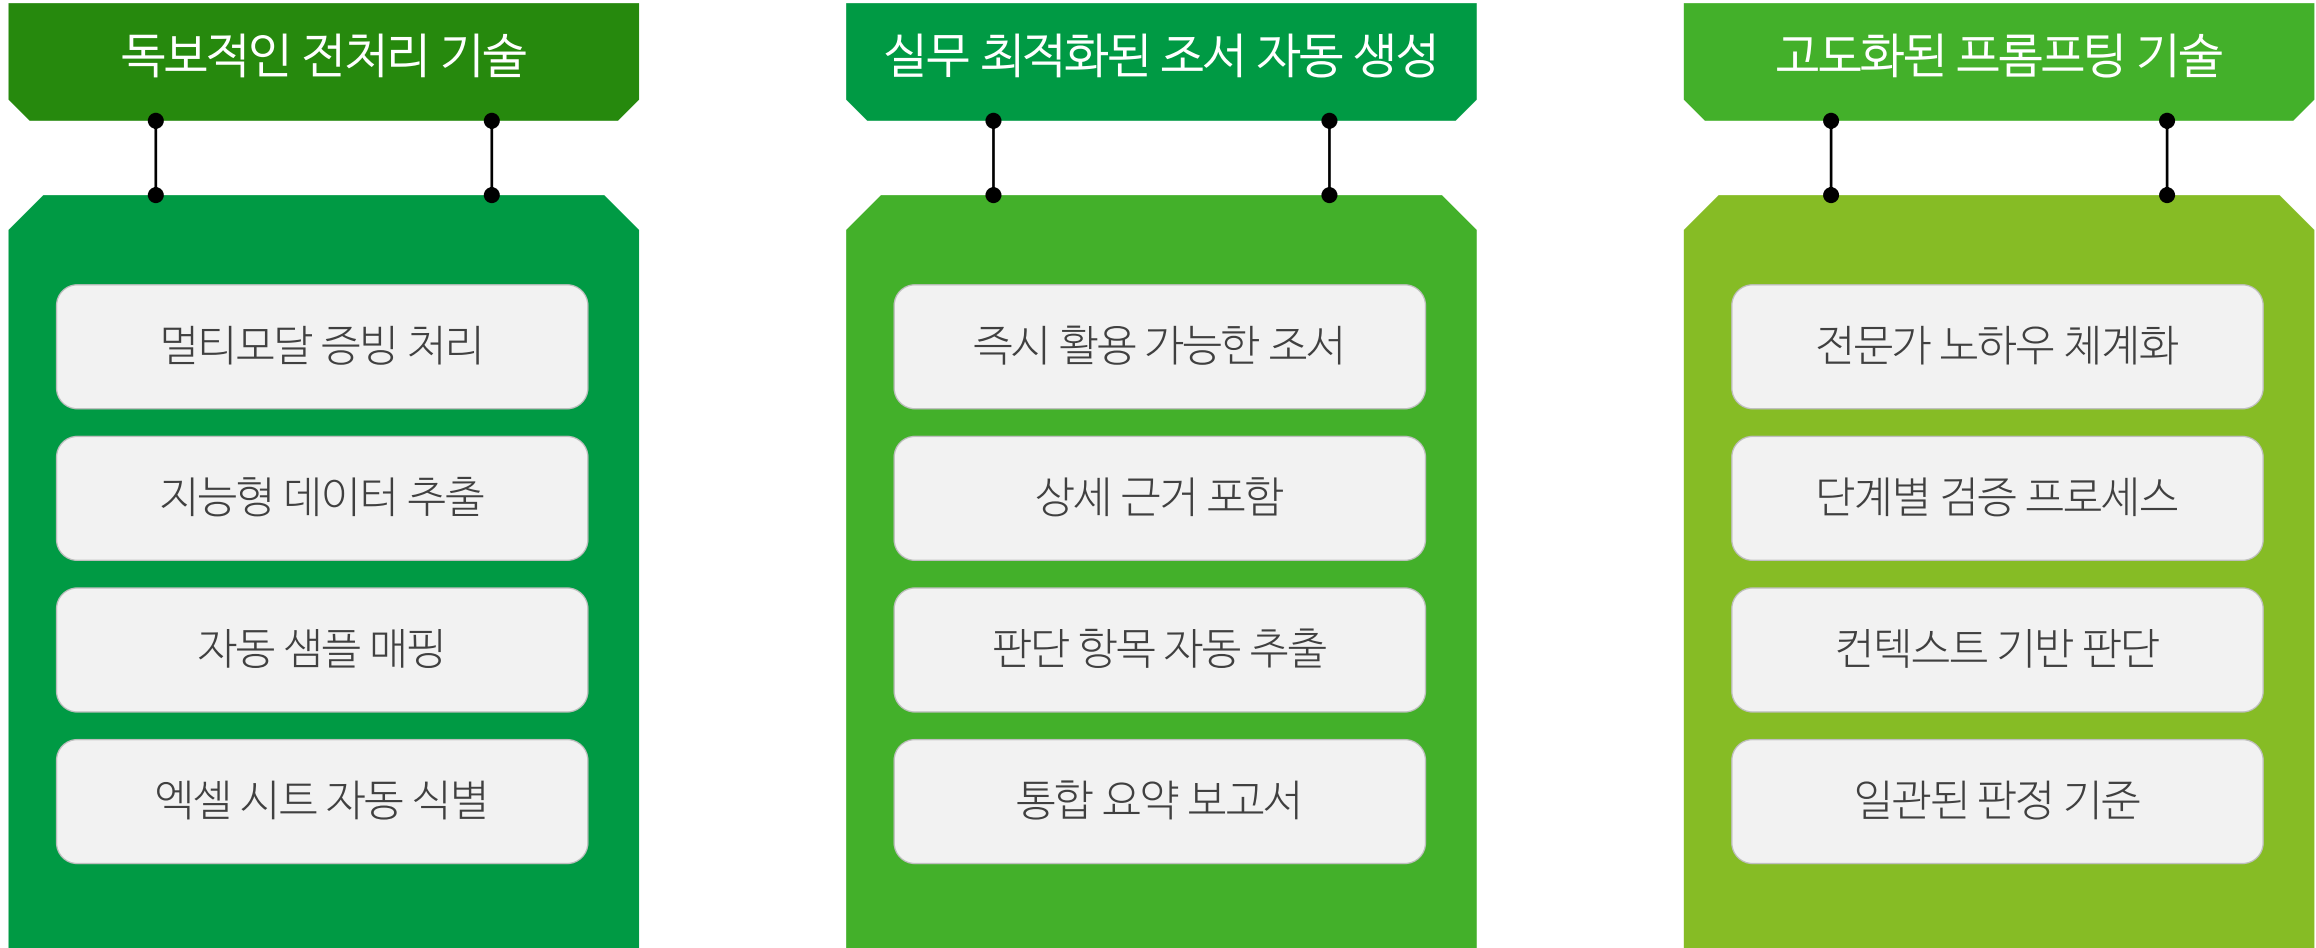 독보적인 전처리 기술
멀티모달 증빙 처리
지능형 데이터 추출
자동 샘플 매핑
엑셀 시트 자동 식별
실무 최적화된 조서 자동 생성
즉시 활용 가능한 조서
상세 근거 포함
판단 항목 자동 추출
통합 요약 보고서
고도화된 프롬프팅 기술
전문가 노하우 체계화
단계별 검증 프로세스
컨텍스트 기반 판단
일관된 판정 기준